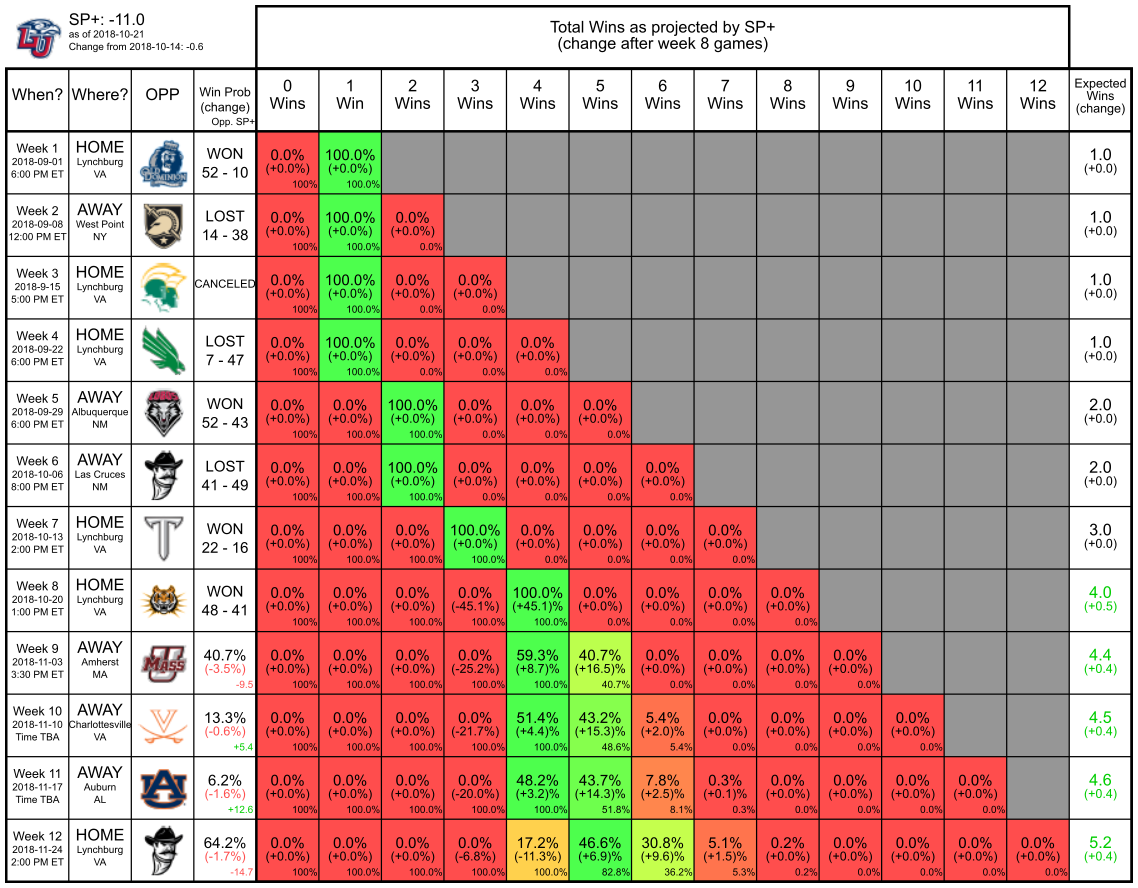 SP+: -11.0
as of 2018-10-21
Change from 2018-10-14: -0.6
Total Wins as projected by SP+
(change after week 8 games)
When? Where? OPP Win Prob (change) Opp. SP+ 0 Wins 1 Win 2 Wins 3 Wins 4 Wins 5 Wins 6 Wins 7 Wins 8 Wins 9 Wins 10 Wins 11 Wins 12 Wins Expected Wins (change)
Week 1 HOME WON 0.0% 100.0% 1.0
2018-09-01 Lynchburg (+0.0%) (+0.0%) (+0.0)
6:00 PM ET VA 52 - 10 100% 100.0%
Week 2 AWAY LOST 0.0% 100.0% 0.0% 1.0
2018-09-08 West Point (+0.0%) (+0.0%) (+0.0%) (+0.0)
12:00 PM ET NY 14 - 38 100% 100.0% 0.0%
Week 3 HOME CANCELED 0.0% 100.0% 0.0% 0.0% 1.0
2018-9-15 Lynchburg (+0.0%) (+0.0%) (+0.0%) (+0.0%) (+0.0)
5:00 PM ET VA 100% 100.0% 0.0% 0.0%
Week 4 HOME LOST 0.0% 100.0% 0.0% 0.0% 0.0% 1.0
2018-09-22 Lynchburg (+0.0%) (+0.0%) (+0.0%) (+0.0%) (+0.0%) (+0.0)
6:00 PM ET VA 7 - 47 100% 100.0% 0.0% 0.0% 0.0%
Week 5 AWAY WON 0.0% 0.0% 100.0% 0.0% 0.0% 0.0% 2.0
2018-09-29 Albuquerque (+0.0%) (+0.0%) (+0.0%) (+0.0%) (+0.0%) (+0.0%) (+0.0)
6:00 PM ET NM 52 - 43 100% 100.0% 100.0% 0.0% 0.0% 0.0%
Week 6 AWAY LOST 0.0% 0.0% 100.0% 0.0% 0.0% 0.0% 0.0% 2.0
2018-10-06 Las Cruces (+0.0%) (+0.0%) (+0.0%) (+0.0%) (+0.0%) (+0.0%) (+0.0%) (+0.0)
8:00 PM ET NM 41 - 49 100% 100.0% 100.0% 0.0% 0.0% 0.0% 0.0%
Week 7 HOME WON 0.0% 0.0% 0.0% 100.0% 0.0% 0.0% 0.0% 0.0% 3.0
2018-10-13 Lynchburg (+0.0%) (+0.0%) (+0.0%) (+0.0%) (+0.0%) (+0.0%) (+0.0%) (+0.0%) (+0.0)
2:00 PM ET VA 22 - 16 100% 100.0% 100.0% 100.0% 0.0% 0.0% 0.0% 0.0%
Week 8 HOME WON 0.0% 0.0% 0.0% 0.0% 100.0% 0.0% 0.0% 0.0% 0.0% 4.0
2018-10-20 Lynchburg (+0.0%) (+0.0%) (+0.0%) (-45.1%) (+45.1)% (+0.0%) (+0.0%) (+0.0%) (+0.0%) (+0.5)
1:00 PM ET VA 48 - 41 100% 100.0% 100.0% 100.0% 100.0% 0.0% 0.0% 0.0% 0.0%
Week 9 AWAY 40.7% 0.0% 0.0% 0.0% 0.0% 59.3% 40.7% 0.0% 0.0% 0.0% 0.0% 4.4
2018-11-03 Amherst (-3.5%) (+0.0%) (+0.0%) (+0.0%) (-25.2%) (+8.7)% (+16.5)% (+0.0%) (+0.0%) (+0.0%) (+0.0%) (+0.4)
3:30 PM ET MA -9.5 100% 100.0% 100.0% 100.0% 100.0% 40.7% 0.0% 0.0% 0.0% 0.0%
Week 10 AWAY 13.3% 0.0% 0.0% 0.0% 0.0% 51.4% 43.2% 5.4% 0.0% 0.0% 0.0% 0.0% 4.5
2018-11-10 Charlottesville (-0.6%) (+0.0%) (+0.0%) (+0.0%) (-21.7%) (+4.4)% (+15.3)% (+2.0)% (+0.0%) (+0.0%) (+0.0%) (+0.0%) (+0.4)
Time TBA VA +5.4 100% 100.0% 100.0% 100.0% 100.0% 48.6% 5.4% 0.0% 0.0% 0.0% 0.0%
Week 11 AWAY 6.2% 0.0% 0.0% 0.0% 0.0% 48.2% 43.7% 7.8% 0.3% 0.0% 0.0% 0.0% 0.0% 4.6
2018-11-17 Auburn (-1.6%) (+0.0%) (+0.0%) (+0.0%) (-20.0%) (+3.2)% (+14.3)% (+2.5)% (+0.1)% (+0.0%) (+0.0%) (+0.0%) (+0.0%) (+0.4)
Time TBA AL +12.6 100% 100.0% 100.0% 100.0% 100.0% 51.8% 8.1% 0.3% 0.0% 0.0% 0.0% 0.0%
Week 12 HOME 64.2% 0.0% 0.0% 0.0% 0.0% 17.2% 46.6% 30.8% 5.1% 0.2% 0.0% 0.0% 0.0% 0.0% 5.2
2018-11-24 Lynchburg (-1.7%) (+0.0%) (+0.0%) (+0.0%) (-6.8%) (-11.3%) (+6.9)% (+9.6)% (+1.5)% (+0.0%) (+0.0%) (+0.0%) (+0.0%) (+0.0%) (+0.4)
2:00 PM ET VA -14.7 100% 100.0% 100.0% 100.0% 100.0% 82.8% 36.2% 5.3% 0.2% 0.0% 0.0% 0.0% 0.0%